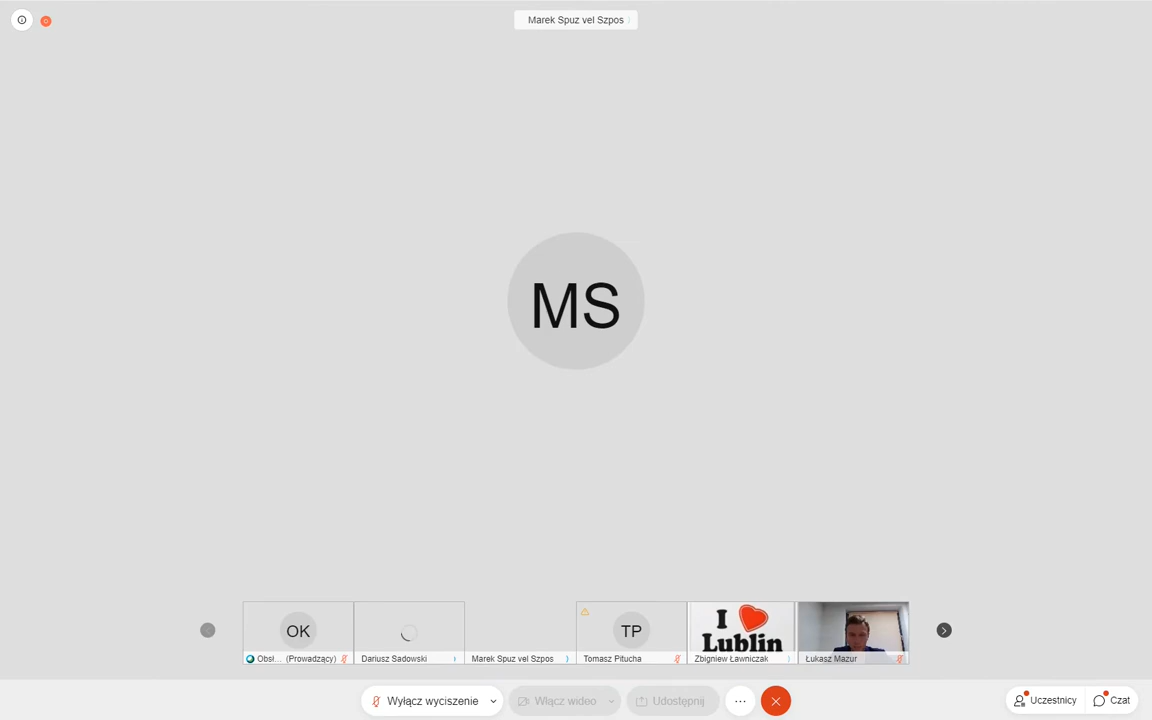 Marek Spuz vel Szpos
MS
OK
TP
I
Lublin
Obsł... (Prowadzący)
Dariusz Sadowski
Marek Spuz vel Szpos
Tomasz Pitucha
Zbigniew Ławniczak
Łukasz Mazur
Wyłącz wyciszenie
Włącz wideo
Udostępnij
Uczestnicy
Czat